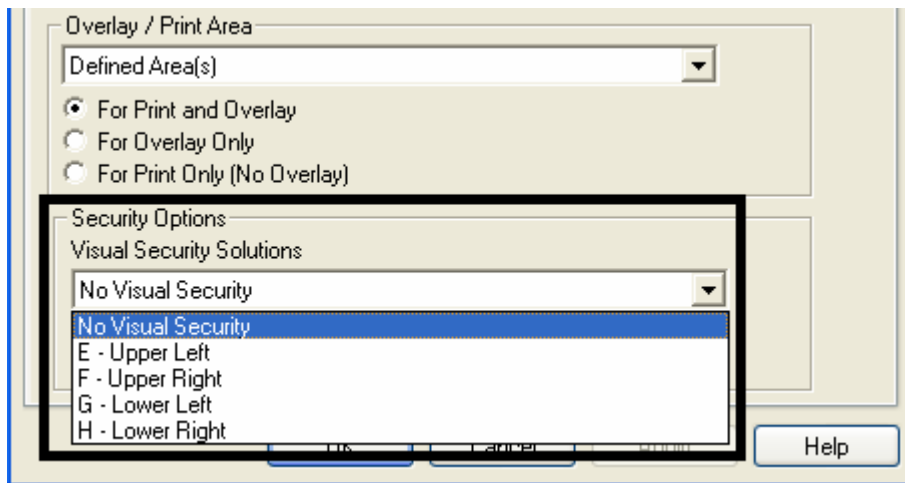 Overlay / Print Area
Defined Area(s)
For Print and Overlay
For Overlay Only
For Print Only (No Overlay)
Security Options
Visual Security Solutions
No Visual Security
No Visual Security
E - Upper Left
F - Upper Right
G - Lower Left
H - Lower Right
Help